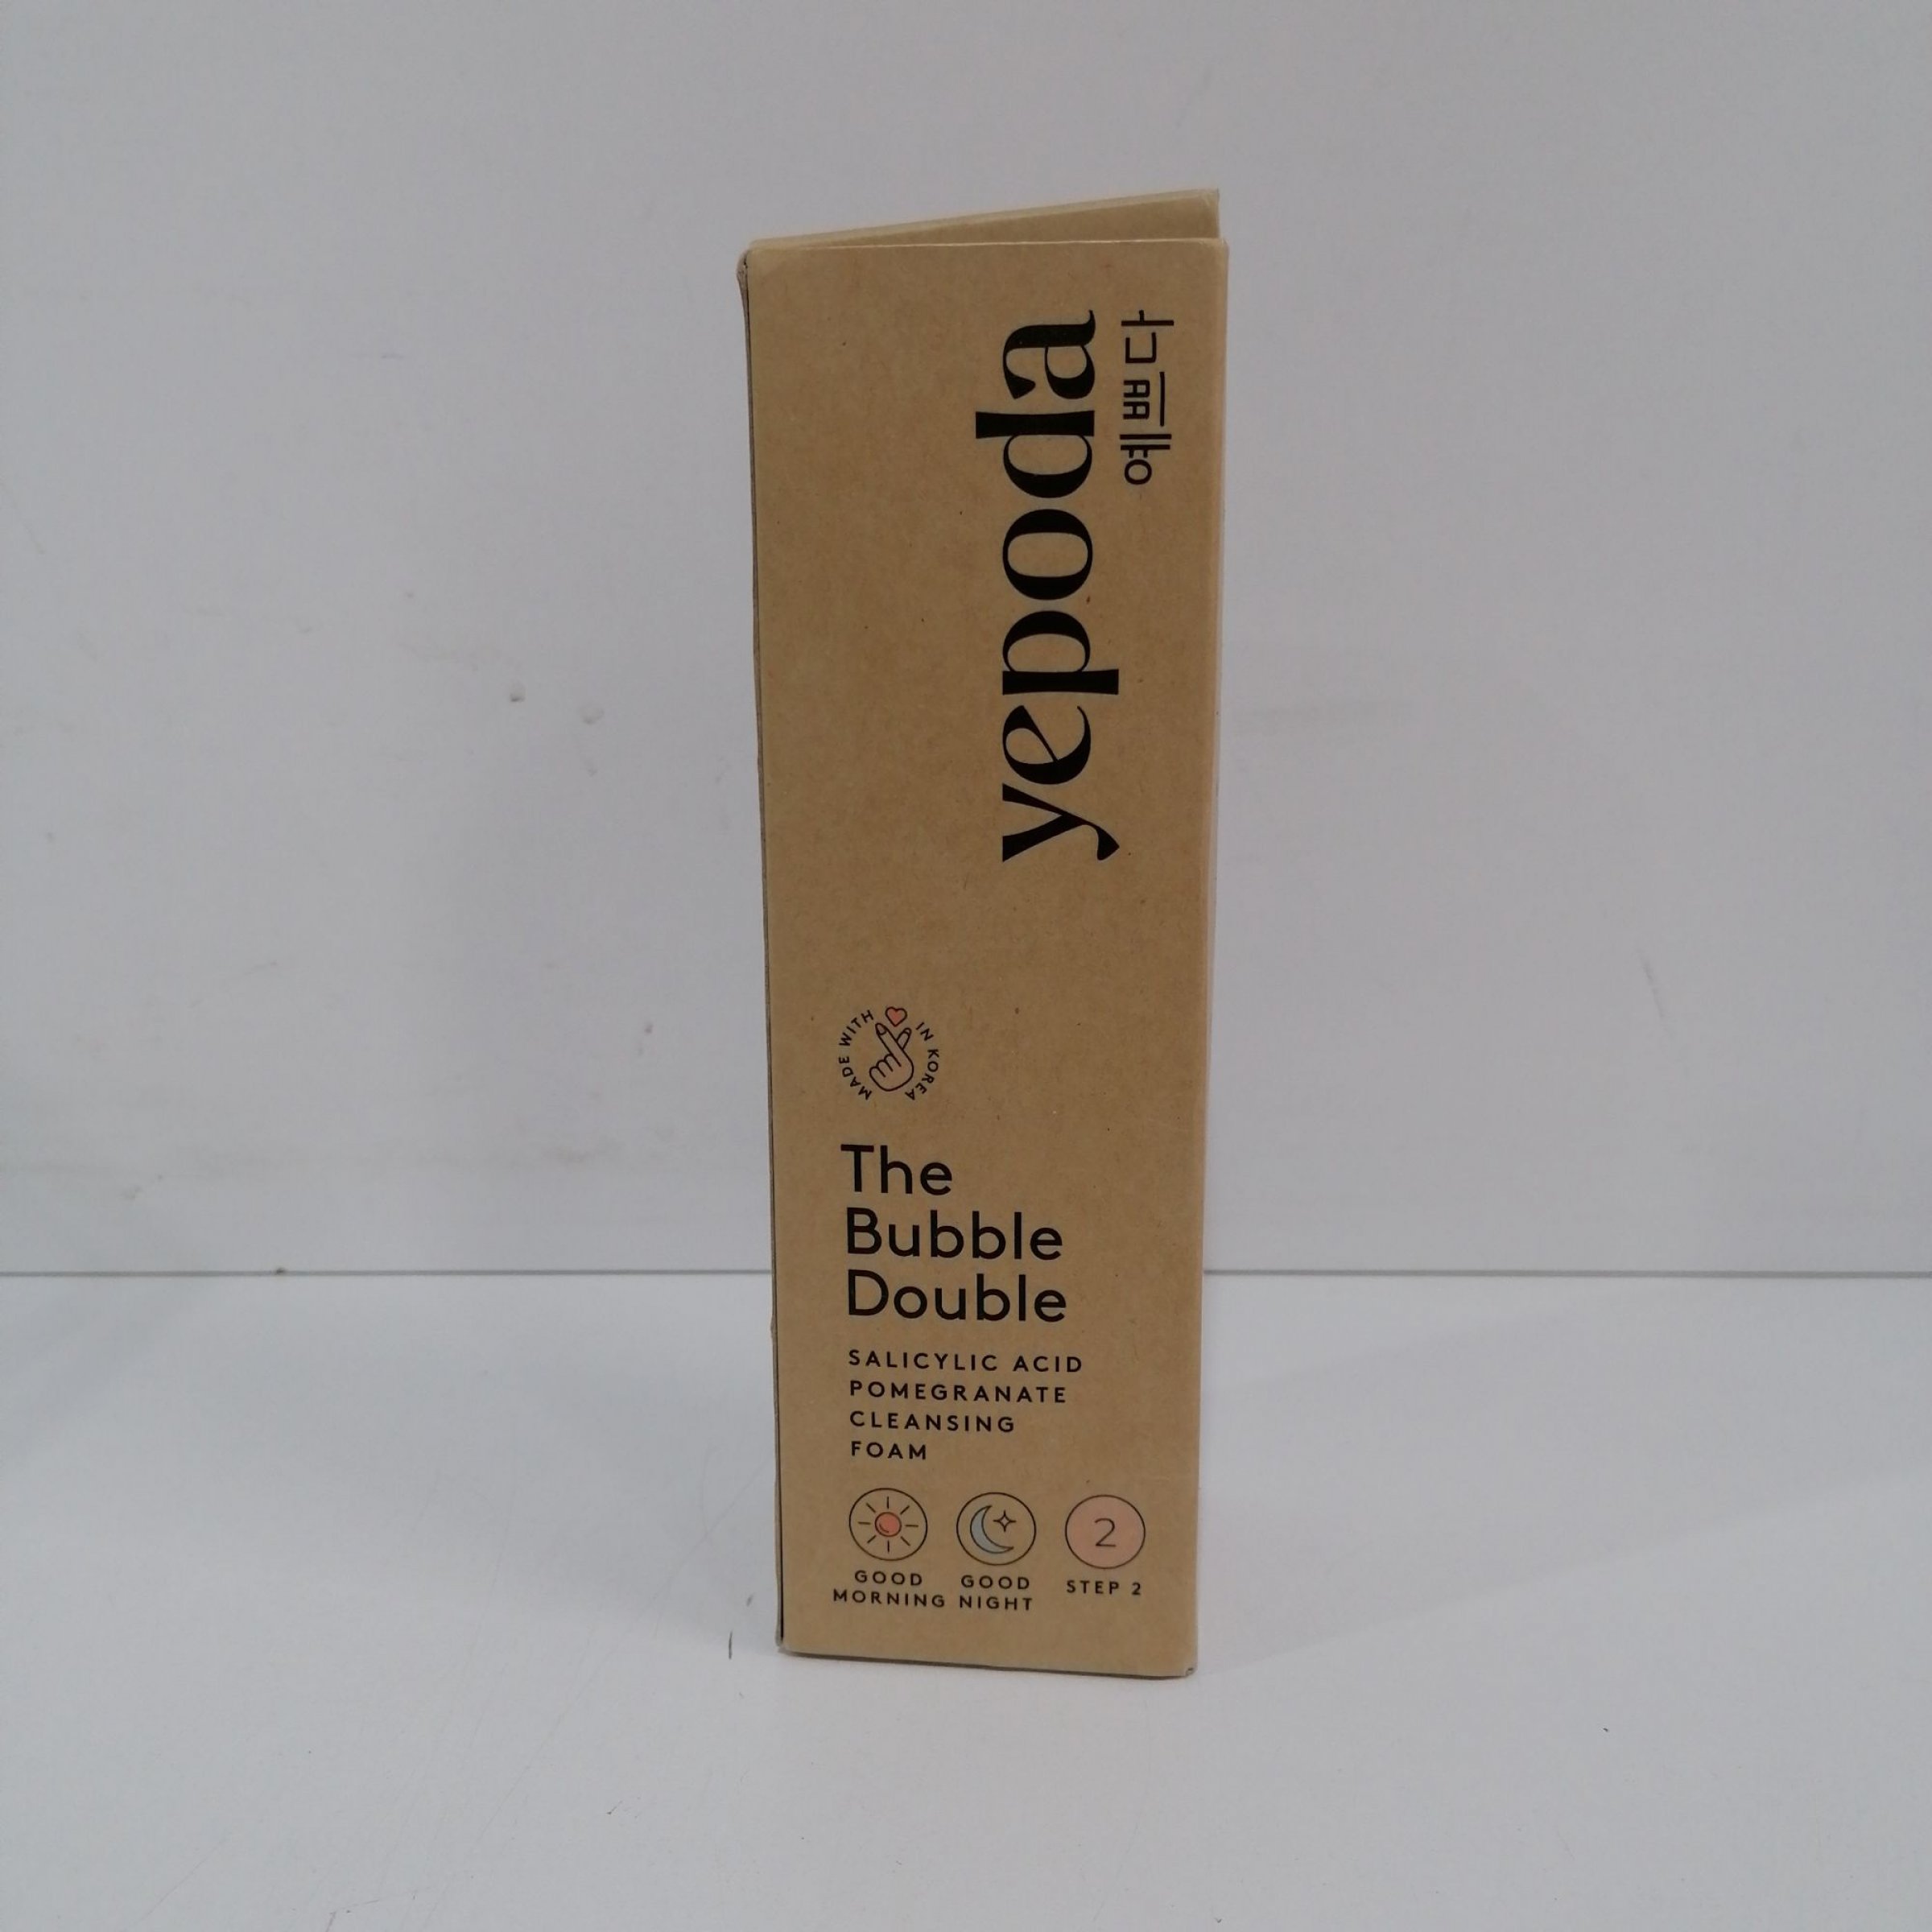 yepoda
예쁘다
MADE WITH IN KOREA
The
Bubble
Double
SALICYLIC ACID
POMEGRANATE
CLEANSING
FOAM
2
GOOD MORNING
GOOD NIGHT
STEP 2